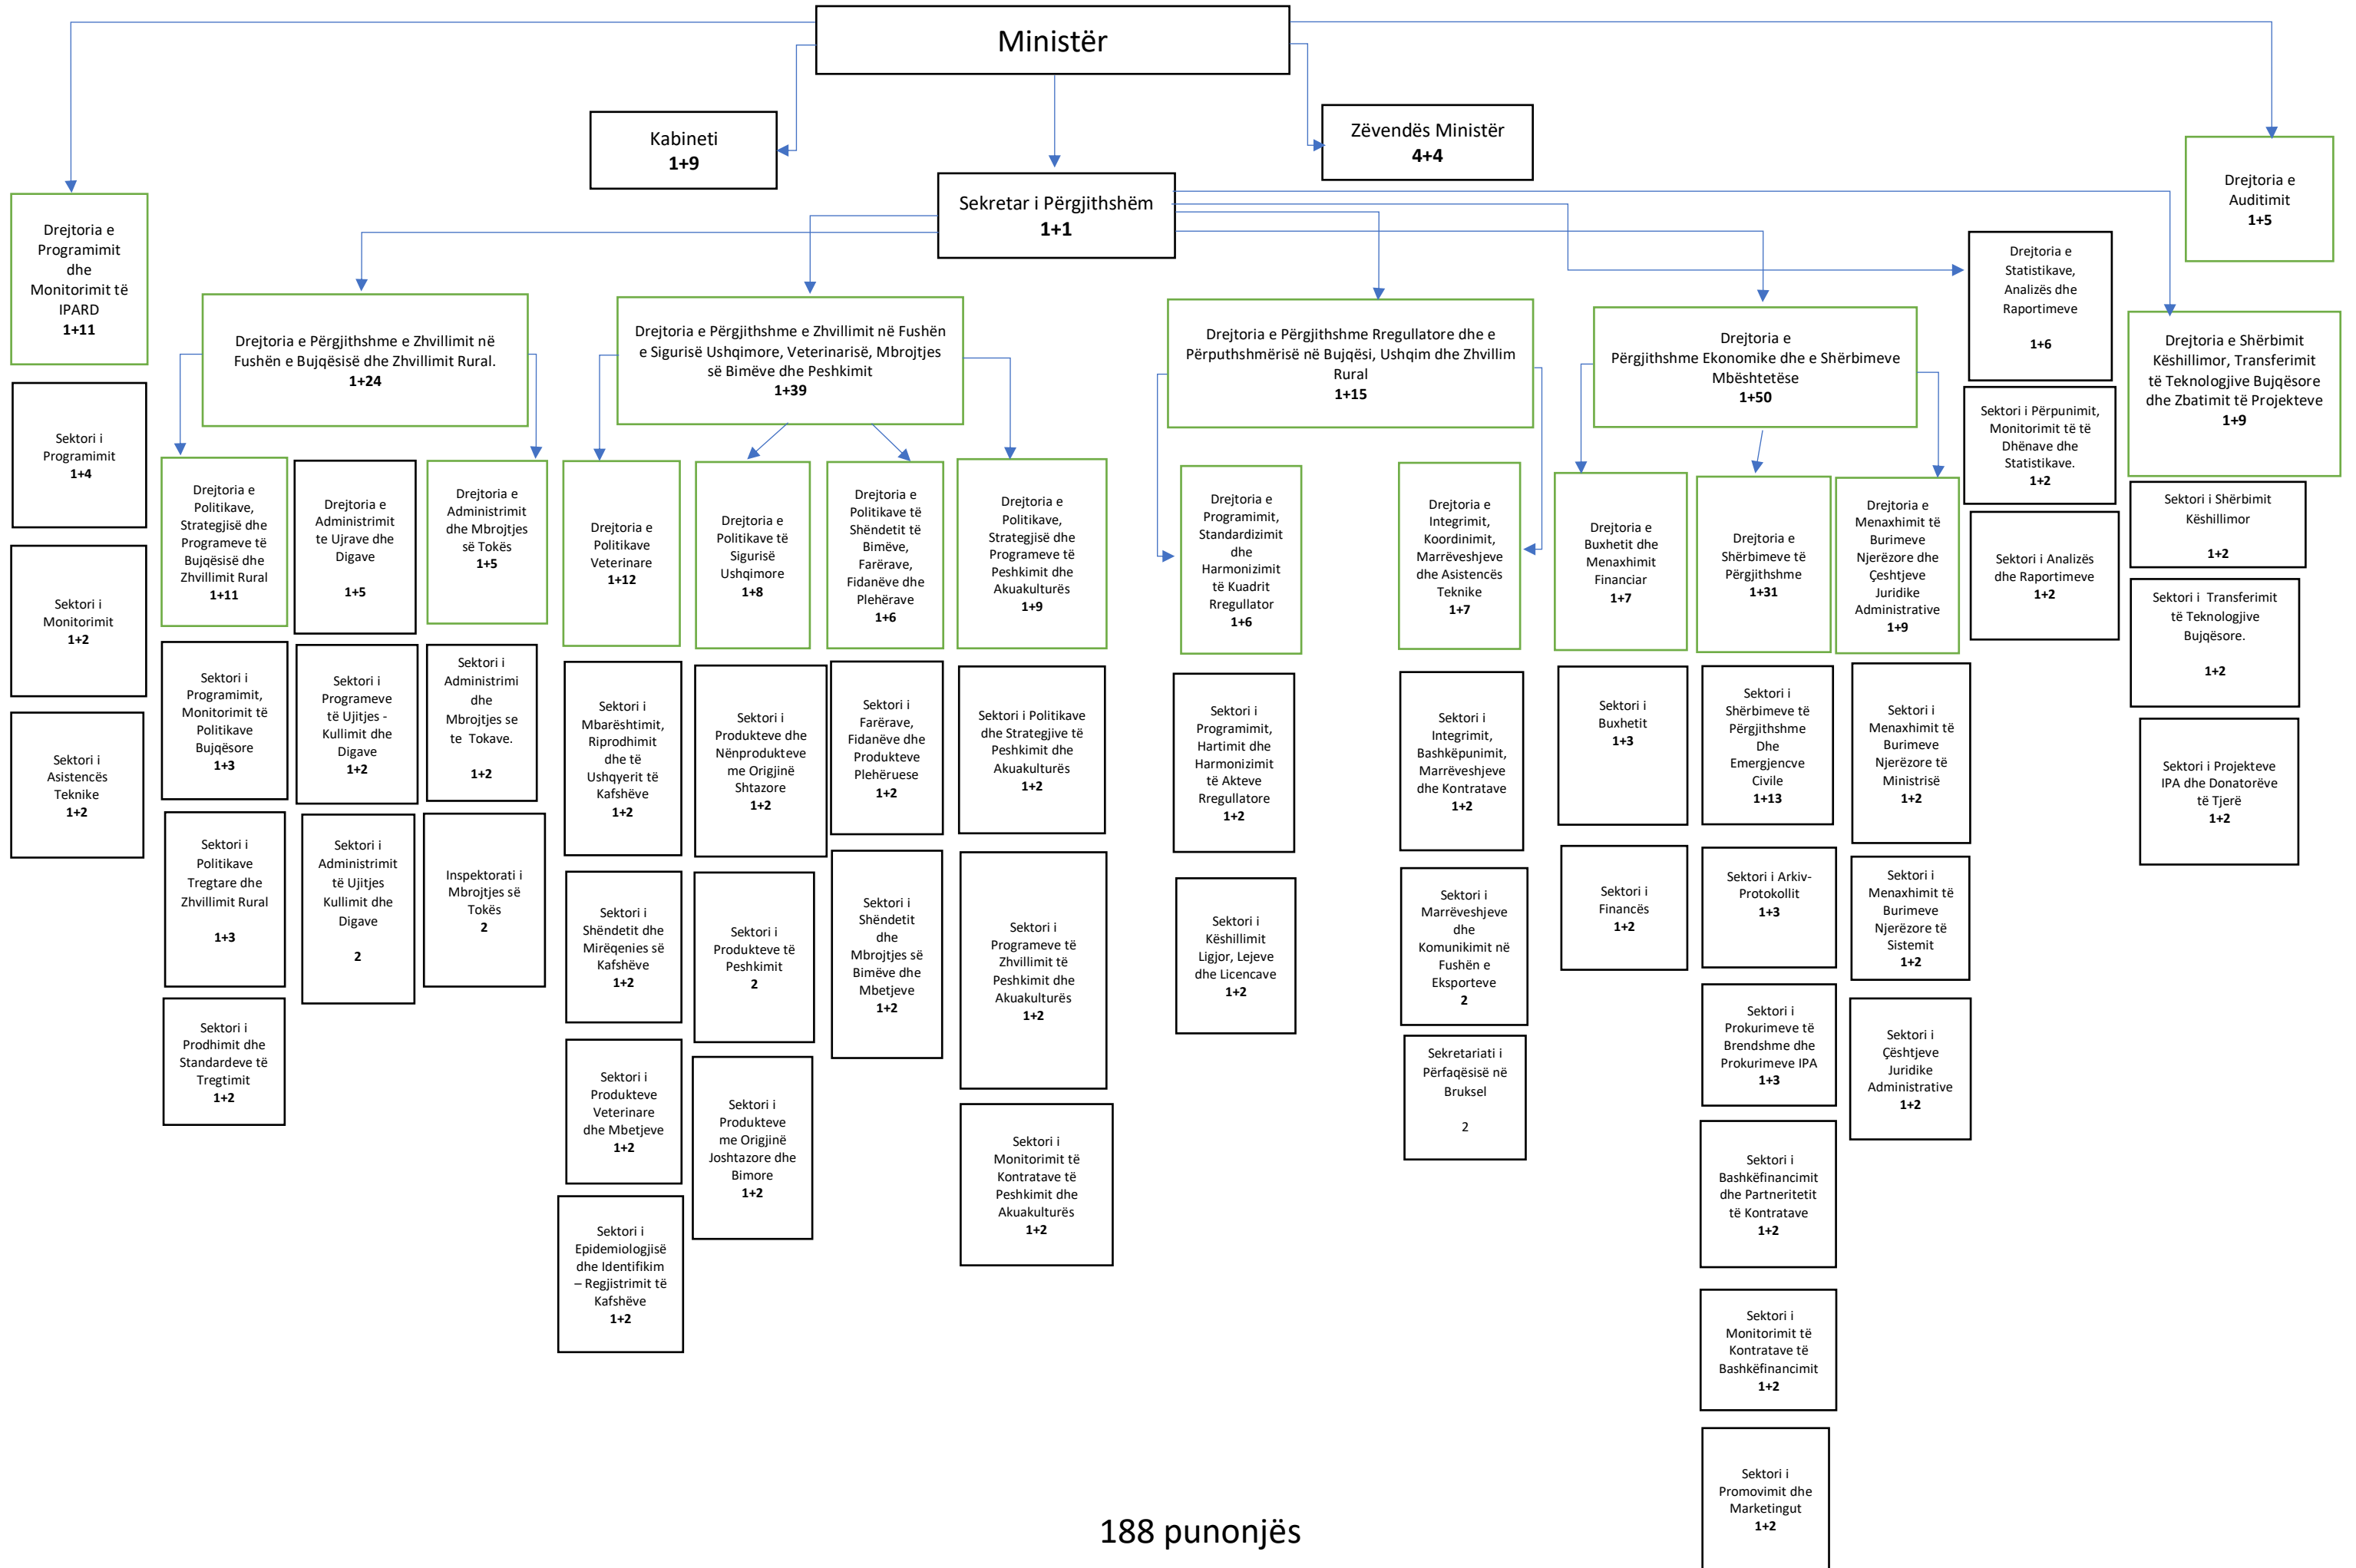 Ministër
Kabineti
1+9
Zëvendës Ministër
4+4
Sekretar i Përgjithshëm
1+1
Drejtoria e
Auditimit
1+5
Drejtoria e
Programimit
dhe
Monitorimit të
IPARD
1+11
Drejtoria e Përgjithshme e Zhvillimit në
Fushën e Bujqësisë dhe Zhvillimit Rural.
1+24
Drejtoria e Përgjithshme e Zhvillimit në Fushën
e Sigurisë Ushqimore, Veterinarisë, Mbrojtjes
së Bimëve dhe Peshkimit
1+39
Drejtoria e Përgjithshme Rregullatore dhe e
Përputhshmërisë në Bujqësi, Ushqim dhe Zhvillim
Rural
1+15
Drejtoria e
Përgjithshme Ekonomike dhe e Shërbimeve
Mbështetëse
1+50
Drejtoria e
Statistikave,
Analizës dhe
Raportimeve
1+6
Drejtoria e Shërbimit
Këshillimor, Transferimit
të Teknologjive Bujqësore
dhe Zbatimit të Projekteve
1+9
Sektori i
Programimit
1+4
Sektori i
Monitorimit
1+2
Sektori i
Asistencës
Teknike
1+2
Drejtoria e
Politikave,
Strategjisë dhe
Programeve të
Bujqësisë dhe
Zhvillimit Rural
1+11
Sektori i
Programimit,
Monitorimit të
Politikave
Bujqësore
1+3
Sektori i
Politikave
Tregtare dhe
Zhvillimit Rural
1+3
Sektori i
Prodhimit dhe
Standardeve të
Tregtimit
1+2
Drejtoria e
Administrimit
te Ujrave dhe
Digave
1+5
Sektori i
Programeve
të Ujitjes -
Kullimit dhe
Digave
1+2
Sektori i
Administrimit
të Ujitjes
Kullimit dhe
Digave
2
Drejtoria e
Administrimit
dhe Mbrojtjes
së Tokës
1+5
Sektori i
Administrimi
dhe
Mbrojtjes se
te Tokave.
1+2
Inspektorati i
Mbrojtjes së
Tokës
2
Drejtoria e
Politikave
Veterinare
1+12
Sektori i
Mbarështimit,
Riprodhimit
dhe të
Ushqyerit të
Kafshëve
1+2
Sektori i
Shëndetit dhe
Mirëqenies së
Kafshëve
1+2
Sektori i
Produkteve
Veterinare
dhe Mbetjeve
1+2
Sektori i
Epidemiologjisë
dhe Identifikim
– Regjistrimit të
Kafshëve
1+2
Drejtoria e
Politikave të
Sigurisë
Ushqimore
1+8
Sektori i
Produkteve dhe
Nënprodukteve
me Origjinë
Shtazore
1+2
Sektori i
Produkteve të
Peshkimit
2
Sektori i
Produkteve
me Origjinë
Joshtazore dhe
Bimore
1+2
Drejtoria e
Politikave të
Shëndetit të
Bimëve,
Farërave,
Fidanëve dhe
Plehërave
1+6
Sektori i
Farërave,
Fidanëve dhe
Produkteve
Plehëruese
1+2
Sektori i
Shëndetit
dhe
Mbrojtjes së
Bimëve dhe
Mbetjeve
1+2
Drejtoria e
Politikave,
Strategjisë dhe
Programeve të
Peshkimit dhe
Akuakulturës
1+9
Sektori i Politikave
dhe Strategjive të
Peshkimit dhe
Akuakulturës
1+2
Sektori i
Programeve të
Zhvillimit të
Peshkimit dhe
Akuakulturës
1+2
Sektori i
Monitorimit të
Kontratave të
Peshkimit dhe
Akuakulturës
1+2
Drejtoria e
Programimit,
Standardizimit
dhe
Harmonizimit
të Kuadrit
Rregullator
1+6
Sektori i
Programimit,
Hartimit dhe
Harmonizimit
të Akteve
Rregullatore
1+2
Sektori i
Këshillimit
Ligjor, Lejeve
dhe Licencave
1+2
Drejtoria e
Integrimit,
Koordinimit,
Marrëveshjeve
dhe Asistencës
Teknike
1+7
Sektori i
Integrimit,
Bashkëpunimit,
Marrëveshjeve
dhe Kontratave
1+2
Sektori i
Marrëveshjeve
dhe
Komunikimit në
Fushën e
Eksporteve
2
Sekretariati i
Përfaqësisë në
Bruksel
2
Drejtoria e
Buxhetit dhe
Menaxhimit
Financiar
1+7
Sektori i
Buxhetit
1+3
Sektori i
Financës
1+2
Drejtoria e
Shërbimeve të
Përgjithshme
1+31
Sektori i
Shërbimeve të
Përgjithshme
Dhe
Emergjencve
Civile
1+13
Sektori i Arkiv-
Protokollit
1+3
Sektori i
Prokurimeve të
Brendshme dhe
Prokurimeve IPA
1+3
Sektori i
Bashkëfinancimit
dhe Partneritetit
të Kontratave
1+2
Sektori i
Monitorimit të
Kontratave të
Bashkëfinancimit
1+2
Sektori i
Promovimit dhe
Marketingut
1+2
Drejtoria e
Menaxhimit të
Burimeve
Njerëzore dhe
Çeshtjeve
Juridike
Administrative
1+9
Sektori i
Menaxhimit të
Burimeve
Njerëzore të
Ministrisë
1+2
Sektori i
Menaxhimit të
Burimeve
Njerëzore të
Sistemit
1+2
Sektori i
Çështjeve
Juridike
Administrative
1+2
Sektori i Përpunimit,
Monitorimit të të
Dhënave dhe
Statistikave.
1+2
Sektori i Analizës
dhe Raportimeve
1+2
Sektori i Shërbimit
Këshillimor
1+2
Sektori i  Transferimit
të Teknologjive
Bujqësore.
1+2
Sektori i Projekteve
IPA dhe Donatorëve
të Tjerë
1+2
188 punonjës